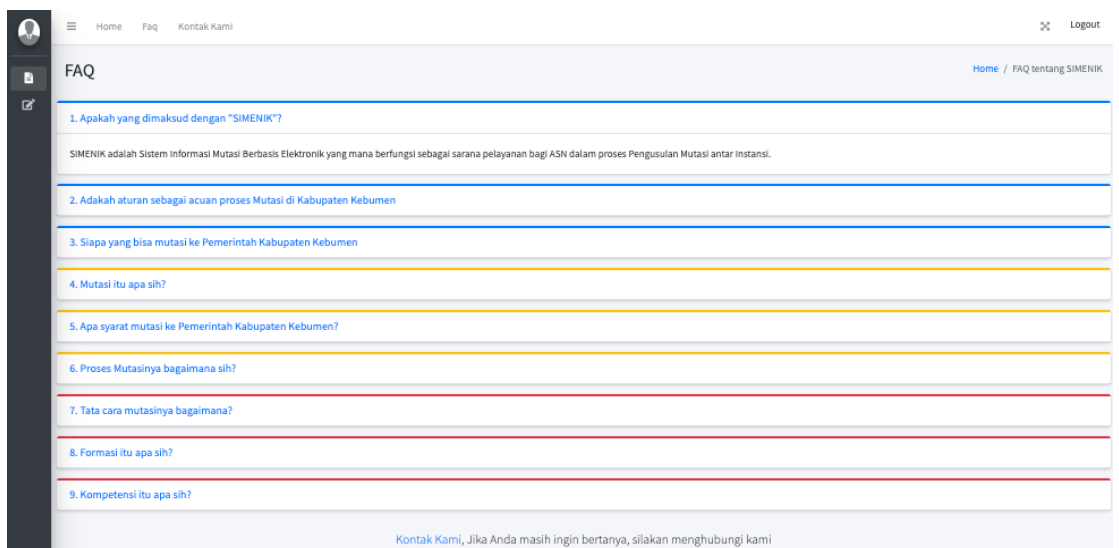 Home Faq Kontak Kami Logout
FAQ
Home / FAQ tentang SIMENIK
1. Apakah yang dimaksud dengan "SIMENIK"?
SIMENIK adalah Sistem Informasi Mutasi Berbasis Elektronik yang mana berfungsi sebagai sarana pelayanan bagi ASN dalam proses Pengusulan Mutasi antar Instansi.
2. Adakah aturan sebagai acuan proses Mutasi di Kabupaten Kebumen
3. Siapa yang bisa mutasi ke Pemerintah Kabupaten Kebumen
4. Mutasi itu apa sih?
5. Apa syarat mutasi ke Pemerintah Kabupaten Kebumen?
6. Proses Mutasinya bagaimana sih?
7. Tata cara mutasinya bagaimana?
8. Formasi itu apa sih?
9. Kompetensi itu apa sih?
Kontak Kami, Jika Anda masih ingin bertanya, silakan menghubungi kami